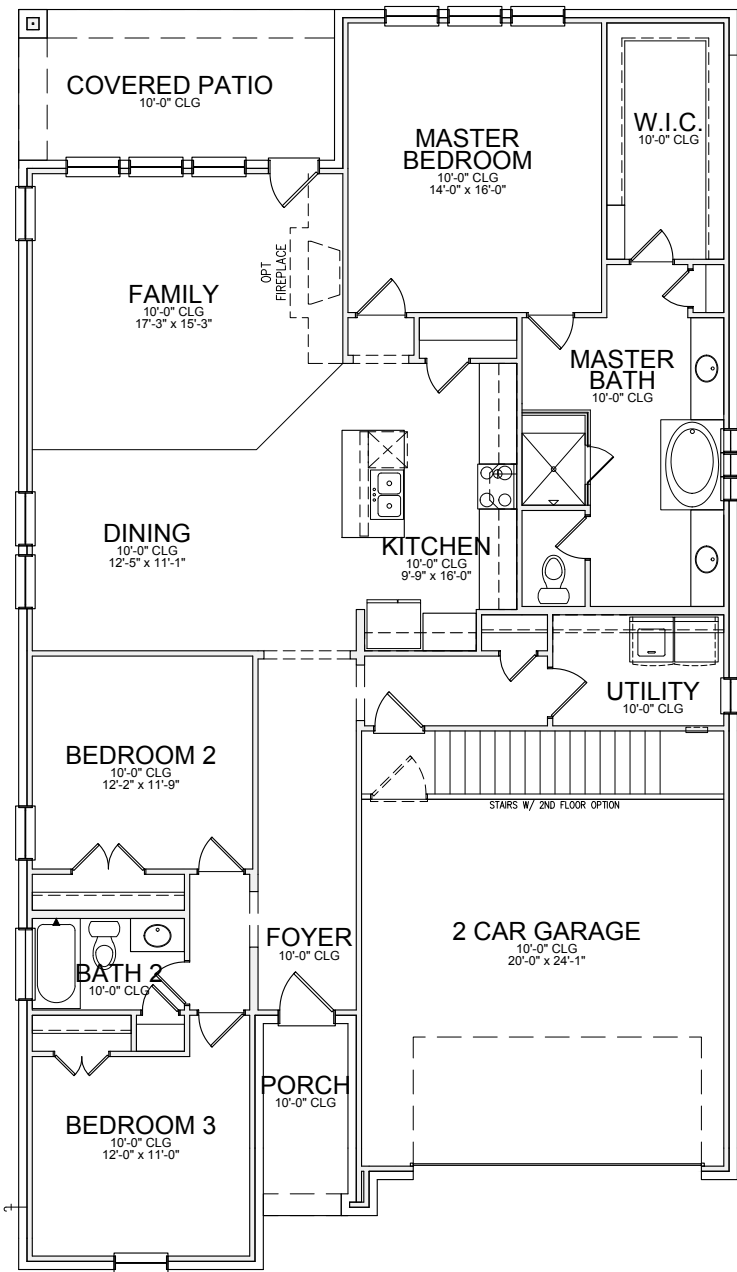 COVERED PATIO
10'-0" CLG
MASTER
BEDROOM
10'-0" CLG
14'-0" x 16'-0"
W.I.C.
10'-0" CLG
FAMILY
10'-0" CLG
17'-3" x 15'-3"
OPT
FIREPLACE
MASTER
BATH
10'-0" CLG
DINING
10'-0" CLG
12'-5" x 11'-1"
KITCHEN
10'-0" CLG
9'-9" x 16'-0"
UTILITY
10'-0" CLG
BEDROOM 2
10'-0" CLG
12'-2" x 11'-9"
STAIRS W/ 2ND FLOOR OPTION
FOYER
10'-0" CLG
2 CAR GARAGE
10'-0" CLG
20'-0" x 24'-1"
BATH 2
10'-0" CLG
PORCH
10'-0" CLG
BEDROOM 3
10'-0" CLG
12'-0" x 11'-0"